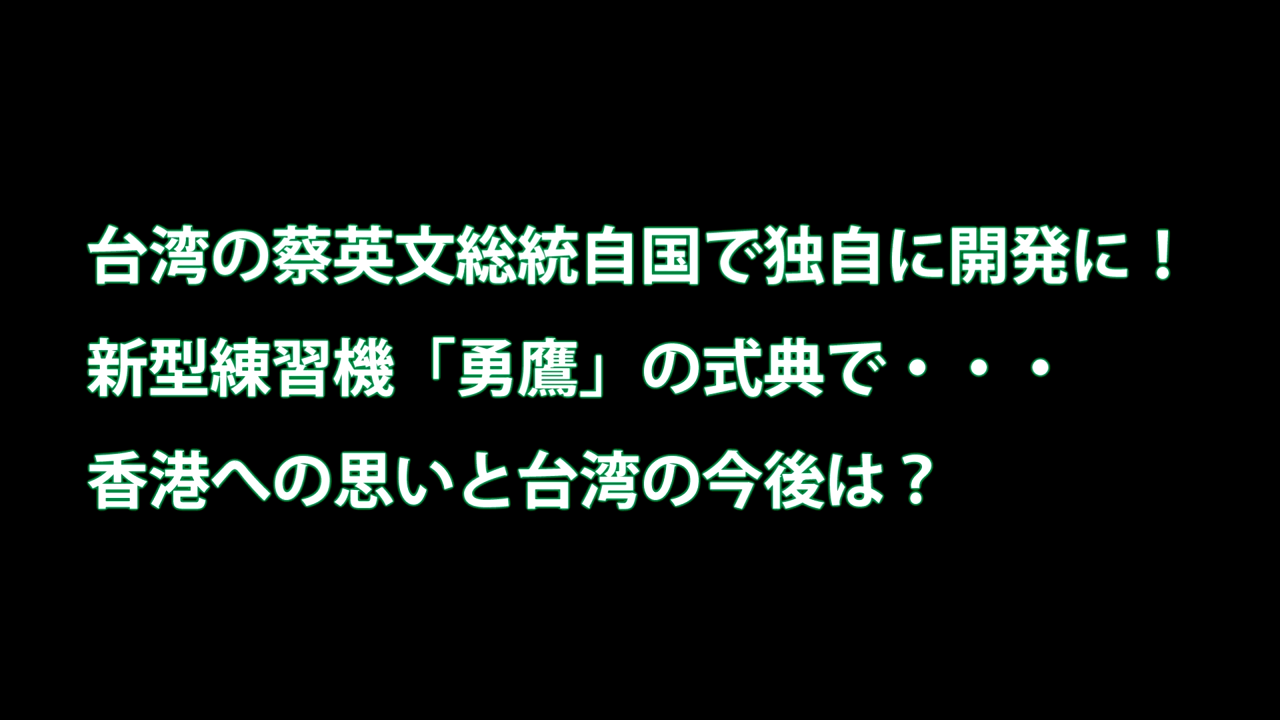 台湾の蔡英文総統自国で独自に開発に！
新型練習機「勇鷹」の式典で・・・
香港への思いと台湾の今後は？